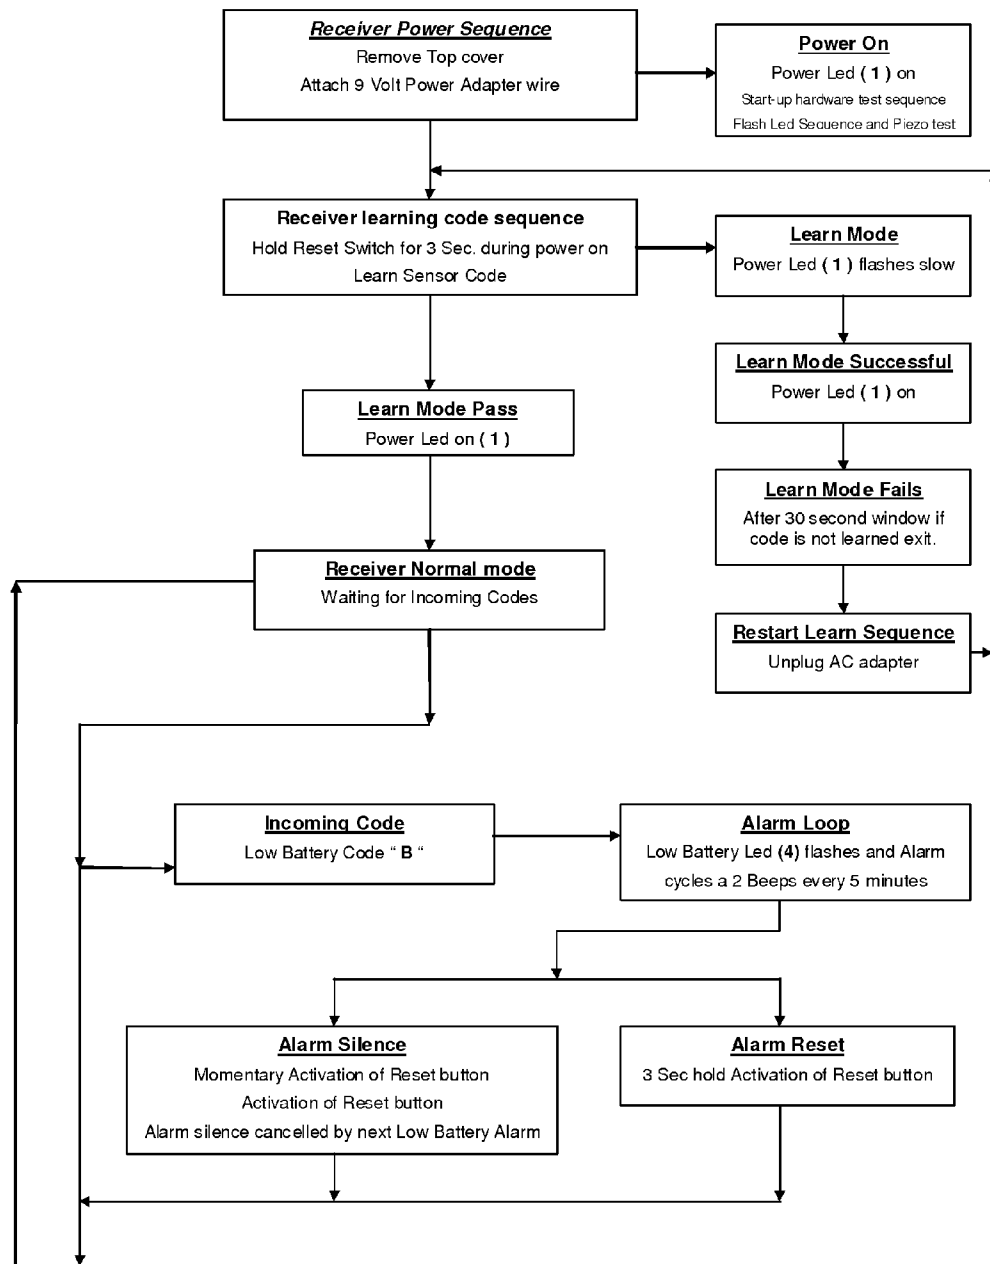 Receiver Power Sequence
Remove Top cover
Attach 9 Volt Power Adapter wire
Power On
Power Led ( 1 ) on
Start-up hardware test sequence
Flash Led Sequence and Piezo test
Receiver learning code sequence
Hold Reset Switch for 3 Sec. during power on
Learn Sensor Code
Learn Mode
Power Led ( 1 ) flashes slow
Learn Mode Successful
Power Led ( 1 ) on
Learn Mode Pass
Power Led on ( 1 )
Learn Mode Fails
After 30 second window if
code is not learned exit.
Receiver Normal mode
Waiting for Incoming Codes
Restart Learn Sequence
Unplug AC adapter
Incoming Code
Low Battery Code “ B “
Alarm Loop
Low Battery Led (4) flashes and Alarm
cycles a 2 Beeps every 5 minutes
Alarm Silence
Momentary Activation of Reset button
Activation of Reset button
Alarm silence cancelled by next Low Battery Alarm
Alarm Reset
3 Sec hold Activation of Reset button